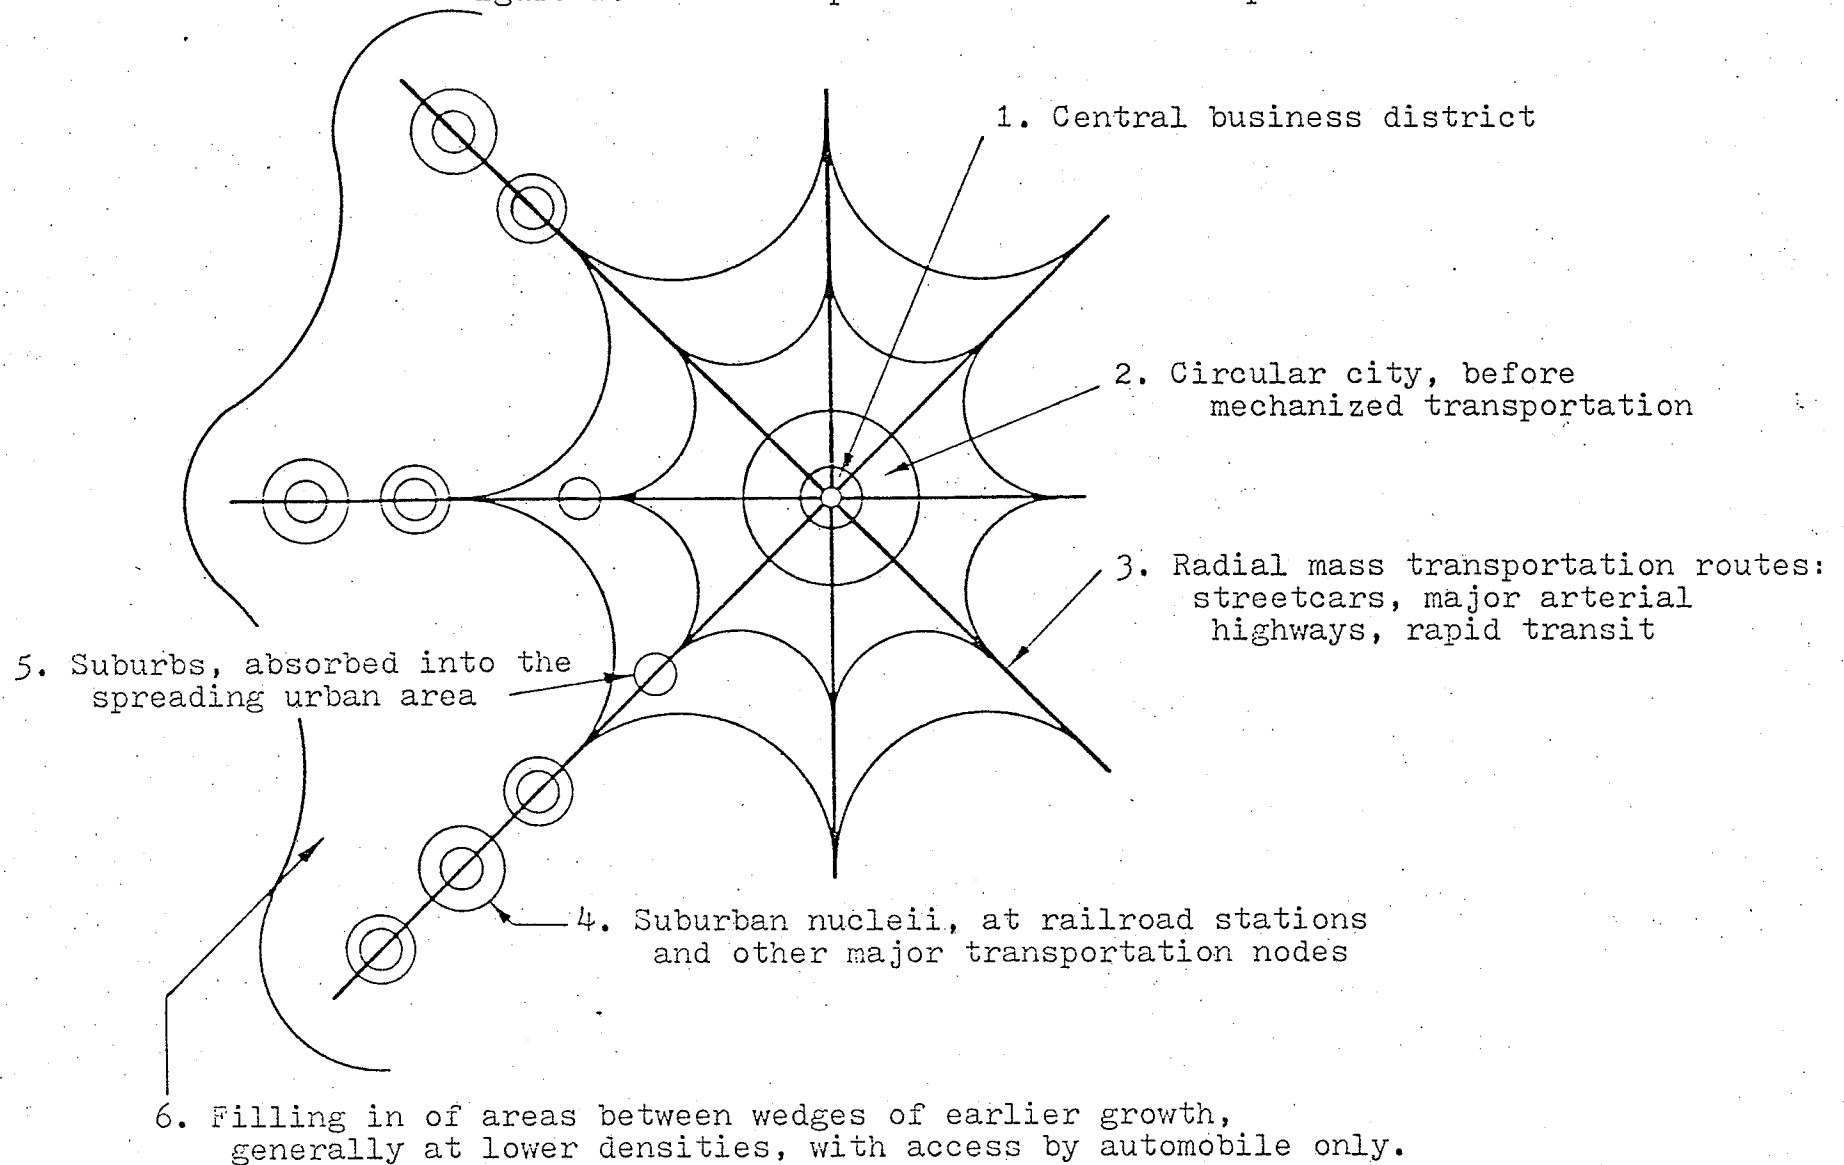 1. Central business district
2. Circular city, before
mechanized transportation
3. Radial mass transportation routes:
streetcars, major arterial
highways, rapid transit
5. Suburbs, absorbed into the
spreading urban area
4. Suburban nucleii, at railroad stations
and other major transportation nodes
6. Filling in of areas between wedges of earlier growth,
generally at lower densities, with access by automobile only.